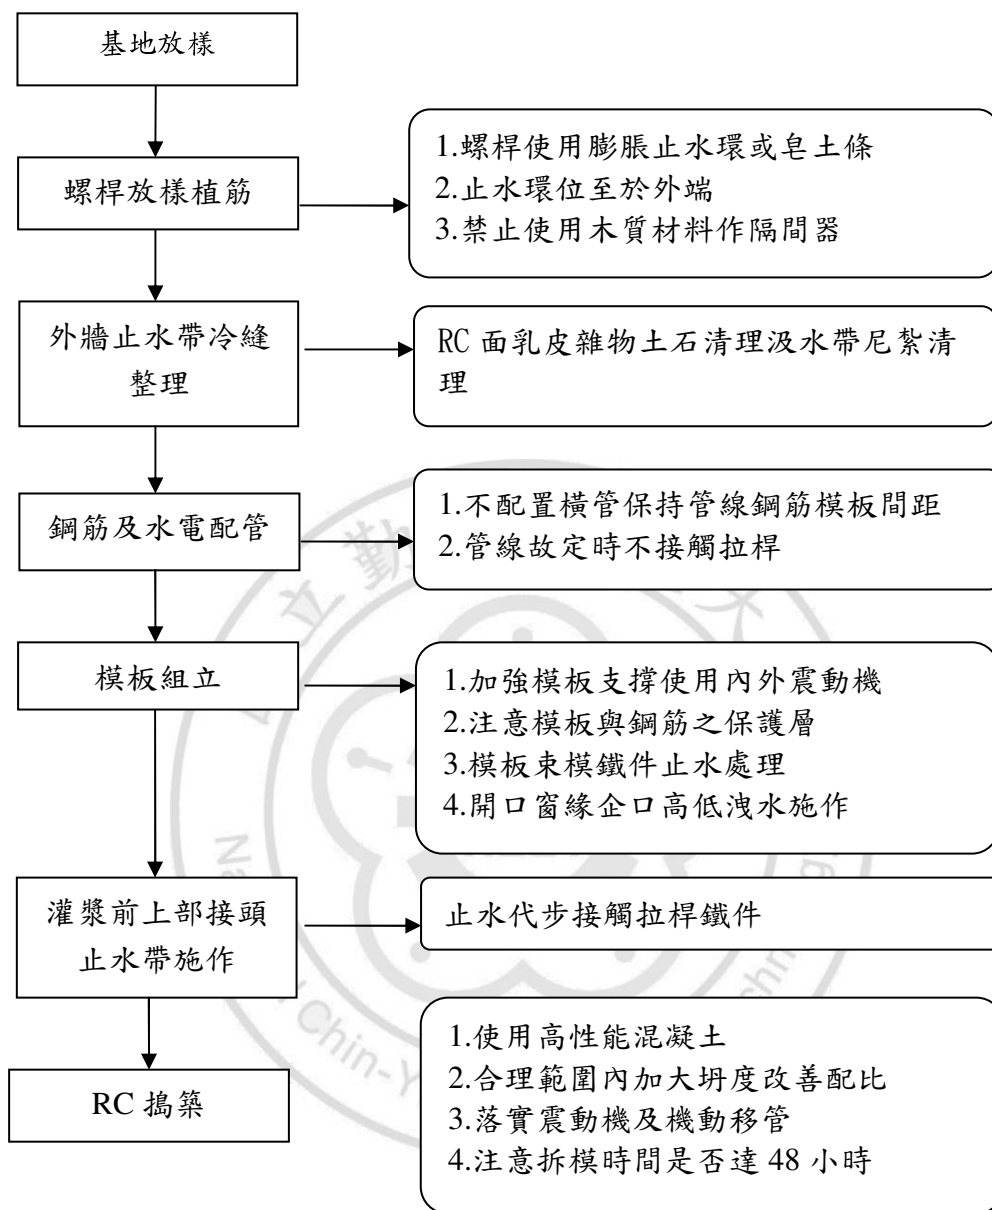 基地放樣
螺桿放樣植筋
1.螺桿使用膨脹止水環或皂土條
2.止水環位至於外端
3.禁止使用木質材料作隔間器
外牆止水帶冷縫
整理
RC 面乳皮雜物土石清理汲水帶尼紮清
理
鋼筋及水電配管
1.不配置橫管保持管線鋼筋模板間距
2.管線故定時不接觸拉桿
模板組立
1.加強模板支撐使用內外震動機
2.注意模板與鋼筋之保護層
3.模板束模鐵件止水處理
4.開口窗緣企口高低洩水施作
灌漿前上部接頭
止水帶施作
止水代步接觸拉桿鐵件
RC 搗築
1.使用高性能混凝土
2.合理範圍內加大坍度改善配比
3.落實震動機及機動移管
4.注意拆模時間是否達 48 小時